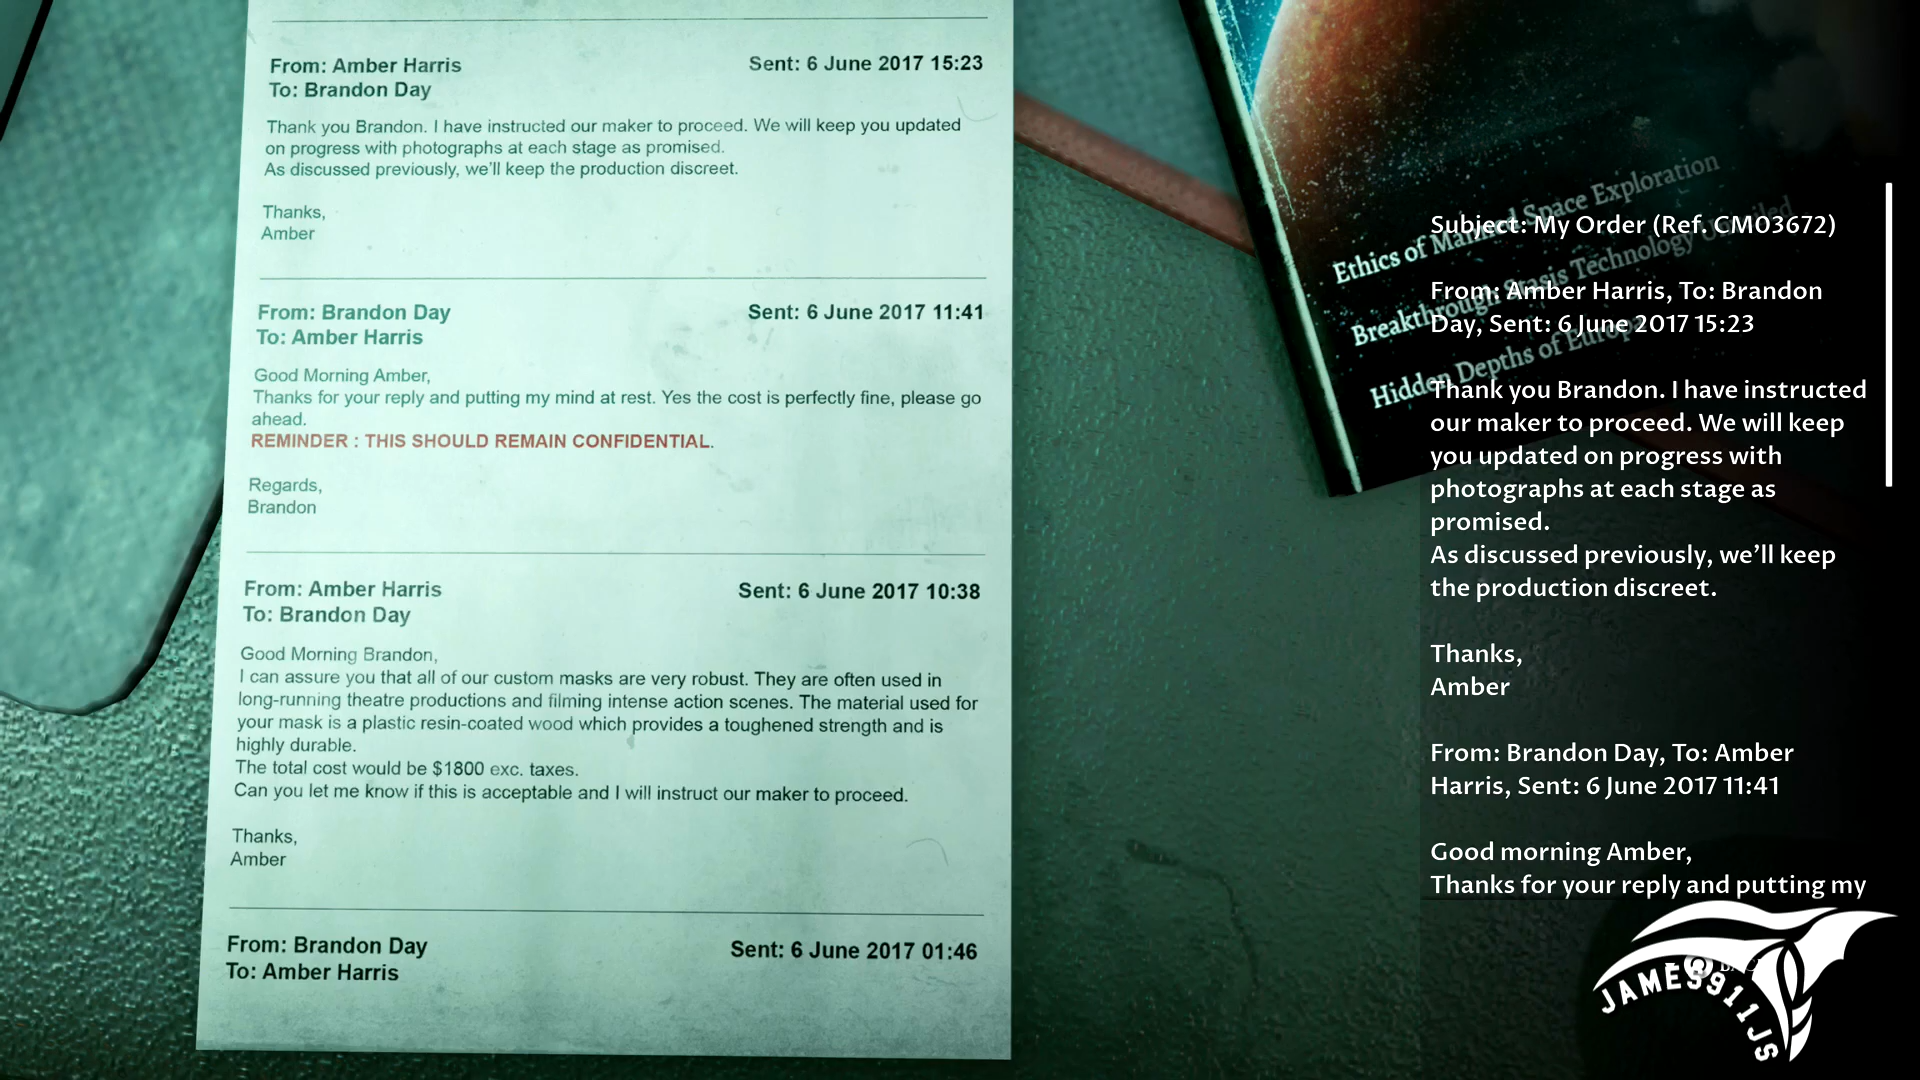 From: Amber Harris
Sent: 6 June 2017 15:23
To: Brandon Day
Thank you Brandon. I have instructed our maker to proceed. We will keep you updated
on progress with photographs at each stage as promised.
As discussed previously, we'll keep the production discreet.
Thanks,
Amber
From: Brandon Day
Sent: 6 June 2017 11:41
To: Amber Harris
Good Morning Amber,
Thanks for your reply and putting my mind at rest. Yes the cost is perfectly fine, please go
ahead.
REMINDER : THIS SHOULD REMAIN CONFIDENTIAL.
Regards,
Brandon
From: Amber Harris
Sent: 6 June 2017 10:38
To: Brandon Day
Good Morning Brandon,
I can assure you that all of our custom masks are very robust. They are often used in
long-running theatre productions and filming intense action scenes. The material used for
your mask is a plastic resin-coated wood which provides a toughened strength and is
highly durable.
The total cost would be $1800 exc. taxes.
Can you let me know if this is acceptable and I will instruct our maker to proceed.
Thanks,
Amber
From: Brandon Day
Sent: 6 June 2017 01:46
To: Amber Harris
Ethics of Manned Space Exploration
Breakthrough Stasis Technology
Hidden Depths of Europa
Subject: My Order (Ref. CM03672)
From: Amber Harris, To: Brandon
Day, Sent: 6 June 2017 15:23
Thank you Brandon. I have instructed
our maker to proceed. We will keep
you updated on progress with
photographs at each stage as
promised.
As discussed previously, we'll keep
the production discreet.
Thanks,
Amber
From: Brandon Day, To: Amber
Harris, Sent: 6 June 2017 11:41
Good morning Amber,
Thanks for your reply and putting my
JAMES911JS